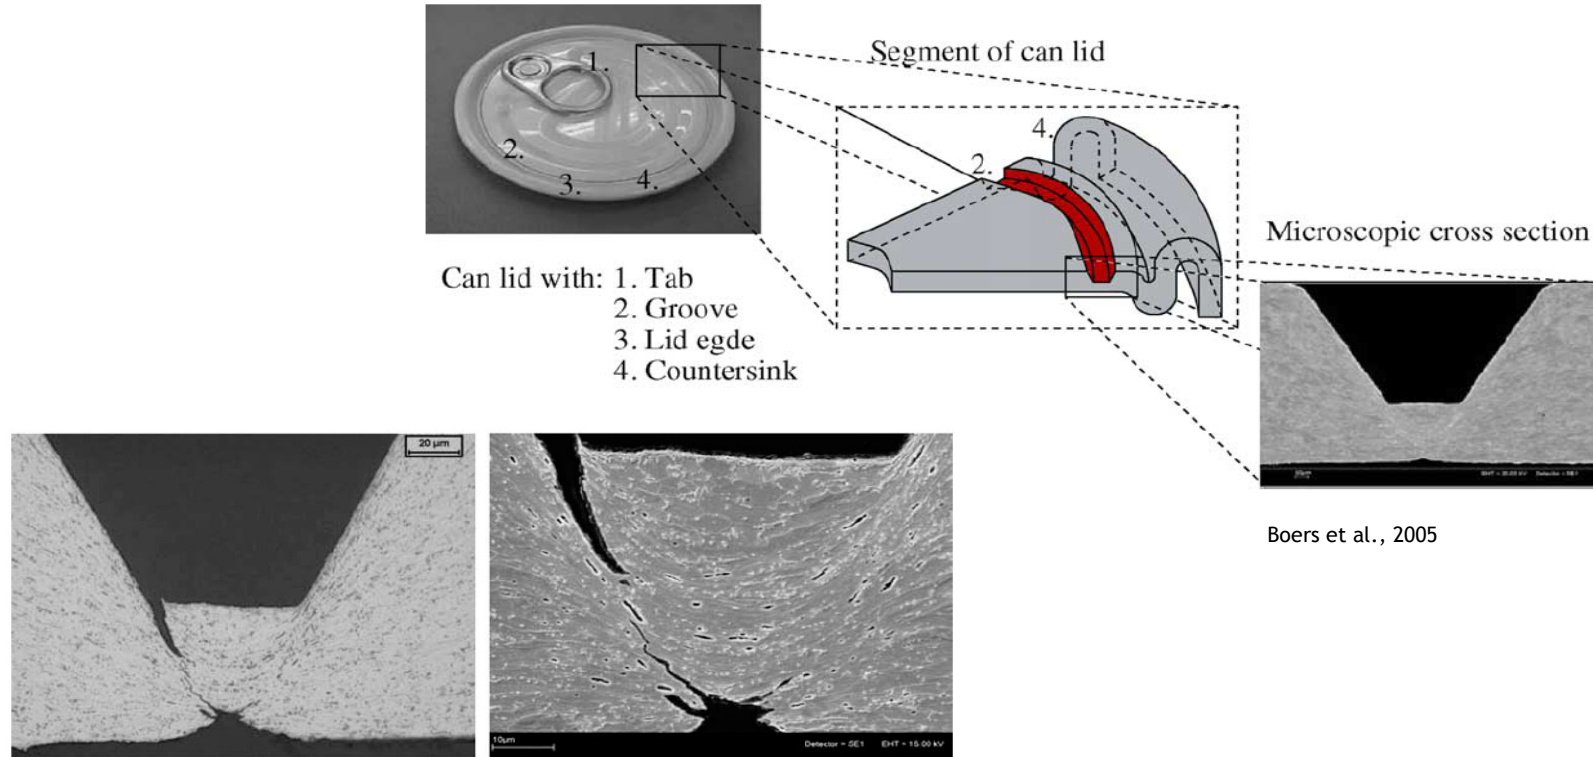 Segment of can lid
1.
2.
3.
4.
4.
2.
Microscopic cross section
Can lid with: 1. Tab
2. Groove
3. Lid egde
4. Countersink
20 µm
10µm
Detector = SE1 EHT = 15.00 kV
Boers et al., 2005